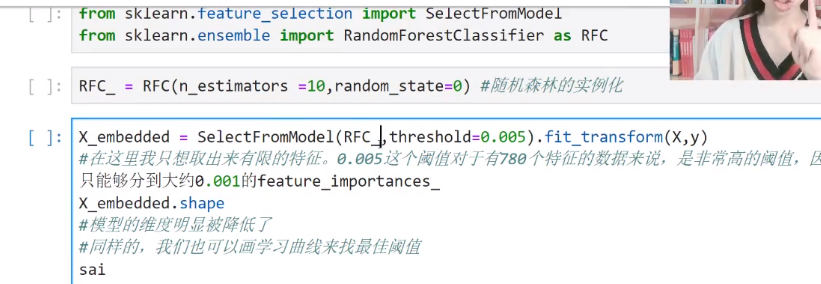 [ ]: from sklearn.feature_selection import SelectFromModel
from sklearn.ensemble import RandomForestClassifier as RFC
[ ]: RFC_ = RFC(n_estimators =10,random_state=0) #随机森林的实例化
[ ]: X_embedded = SelectFromModel(RFC_,threshold=0.005).fit_transform(X,y)
#在这里我只想取出来有限的特征。0.005这个阈值对于有780个特征的数据来说，是非常高的阈值，因
只能够分到大约0.001的feature_importances_
X_embedded.shape
#模型的维度明显被降低了
#同样的，我们也可以画学习曲线来找最佳阈值
sai